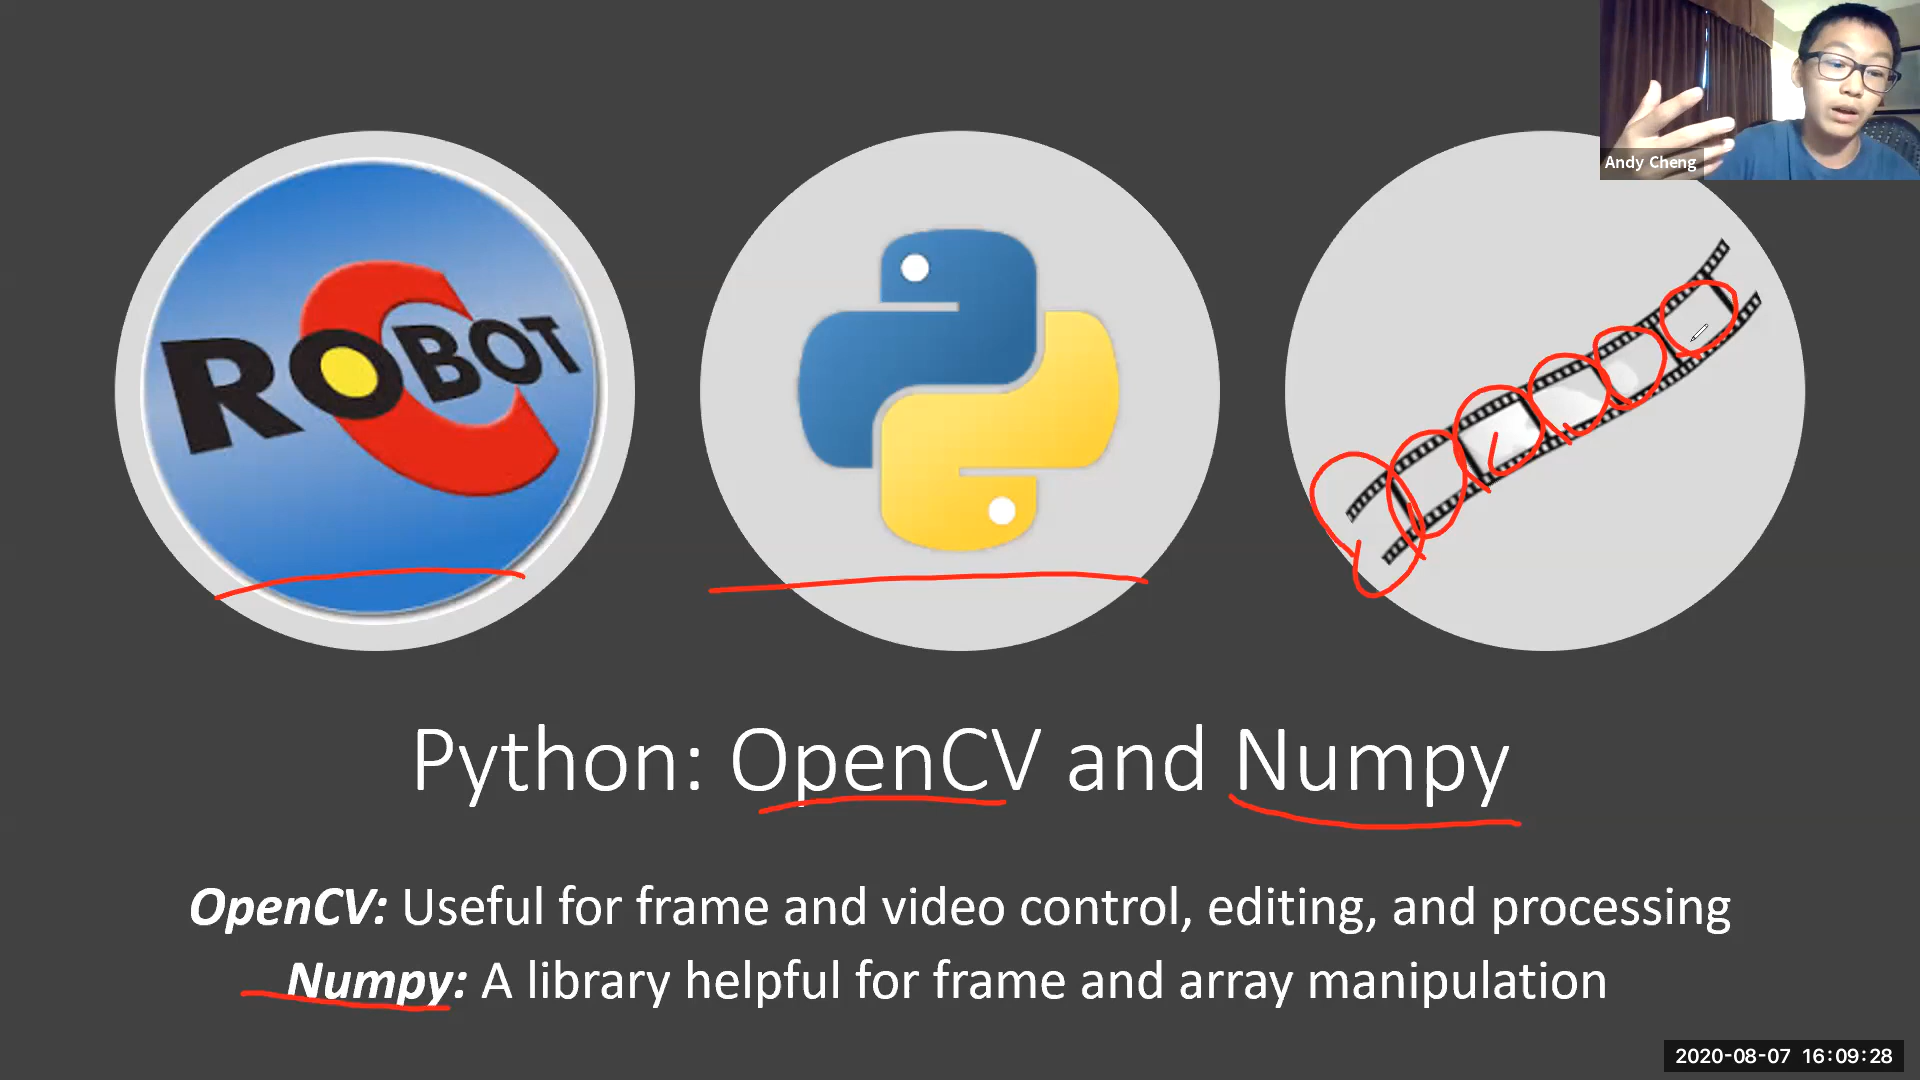 Andy Cheng
ROBOTC
Python: OpenCV and Numpy
OpenCV: Useful for frame and video control, editing, and processing
Numpy: A library helpful for frame and array manipulation
2020-08-07 16:09:28